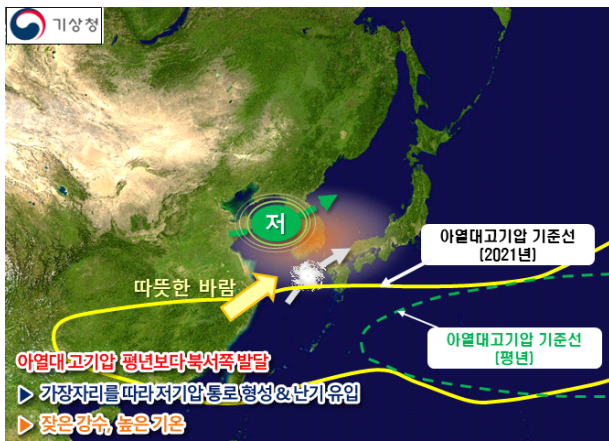 기상청
저
아열대고기압 기준선
(2021년)
따뜻한 바람
아열대고기압 기준선
(평년)
아열대 고기압 평년보다 북서쪽 발달
▶ 가장자리를 따라 저기압 통로 형성 & 난기 유입
▶ 잦은 강수, 높은 기온